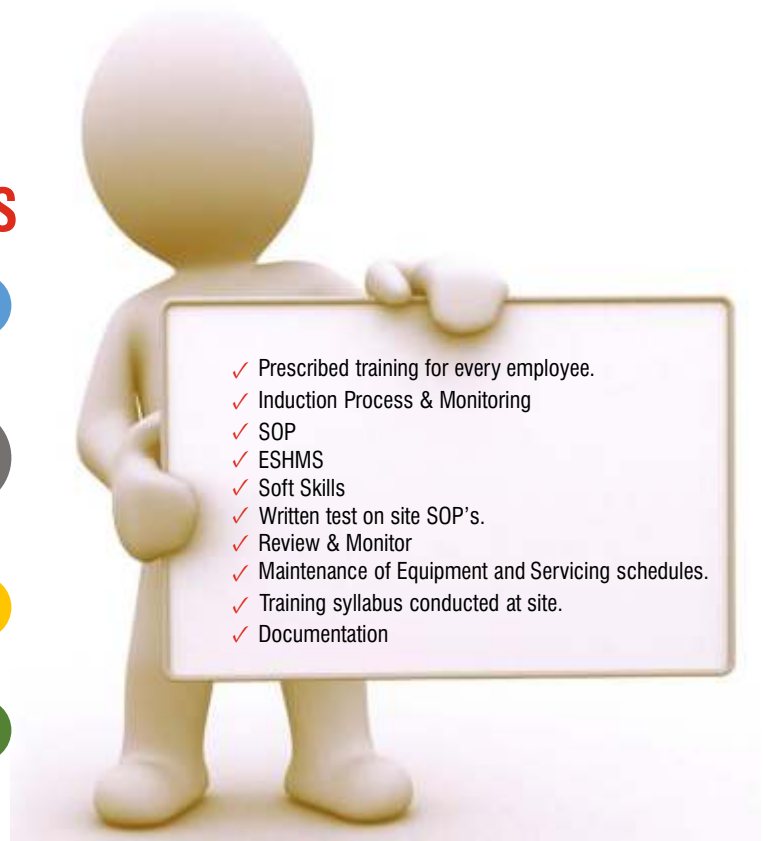 S
Prescribed training for every employee.
Induction Process & Monitoring
SOP
ESHMS
Soft Skills
Written test on site SOP's.
Review & Monitor
Maintenance of Equipment and Servicing schedules.
Training syllabus conducted at site.
Documentation